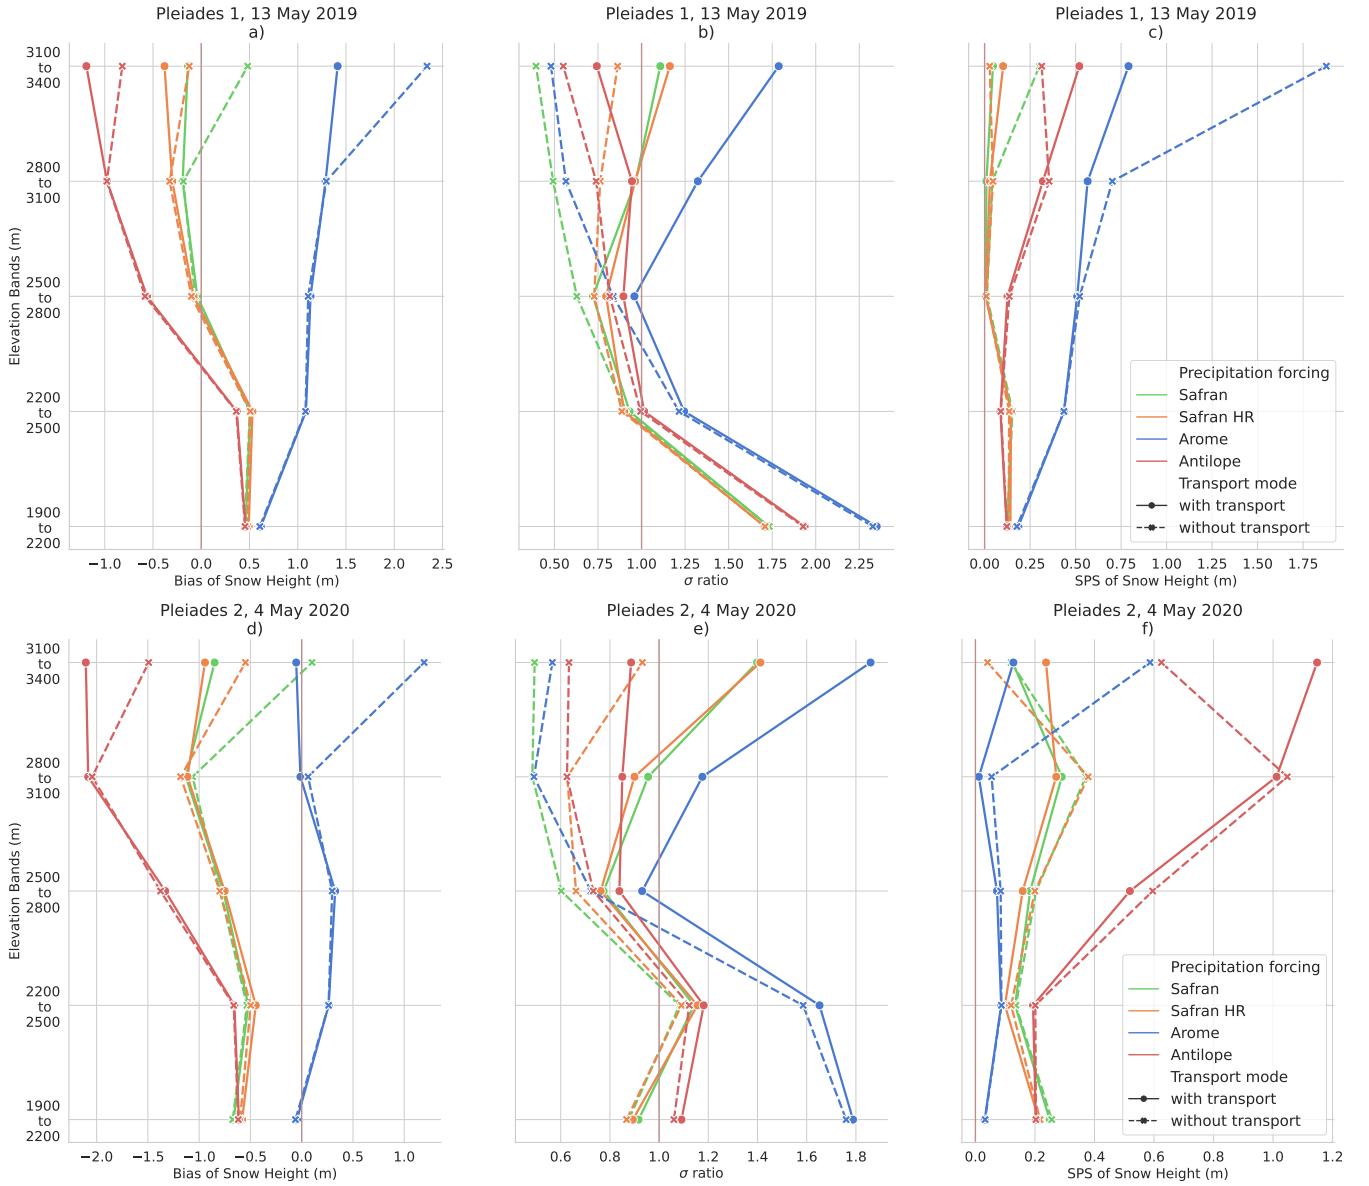 Pleiades 1, 13 May 2019
a)
Pleiades 1, 13 May 2019
b)
Pleiades 1, 13 May 2019
c)
Elevation Bands (m)
3100
to
3400
2800
to
3100
2500
to
2800
2200
to
2500
1900
to
2200
−1.0 −0.5 0.0 0.5 1.0 1.5 2.0 2.5
Bias of Snow Height (m)
0.50 0.75 1.00 1.25 1.50 1.75 2.00 2.25
σ ratio
Precipitation forcing
Safran
Safran HR
Arome
Antilope
Transport mode
with transport
without transport
0.00 0.25 0.50 0.75 1.00 1.25 1.50 1.75
SPS of Snow Height (m)
Pleiades 2, 4 May 2020
d)
Pleiades 2, 4 May 2020
e)
Pleiades 2, 4 May 2020
f)
Elevation Bands (m)
3100
to
3400
2800
to
3100
2500
to
2800
2200
to
2500
1900
to
2200
−2.0 −1.5 −1.0 −0.5 0.0 0.5 1.0
Bias of Snow Height (m)
0.6 0.8 1.0 1.2 1.4 1.6 1.8
σ ratio
Precipitation forcing
Safran
Safran HR
Arome
Antilope
Transport mode
with transport
without transport
0.0 0.2 0.4 0.6 0.8 1.0 1.2
SPS of Snow Height (m)